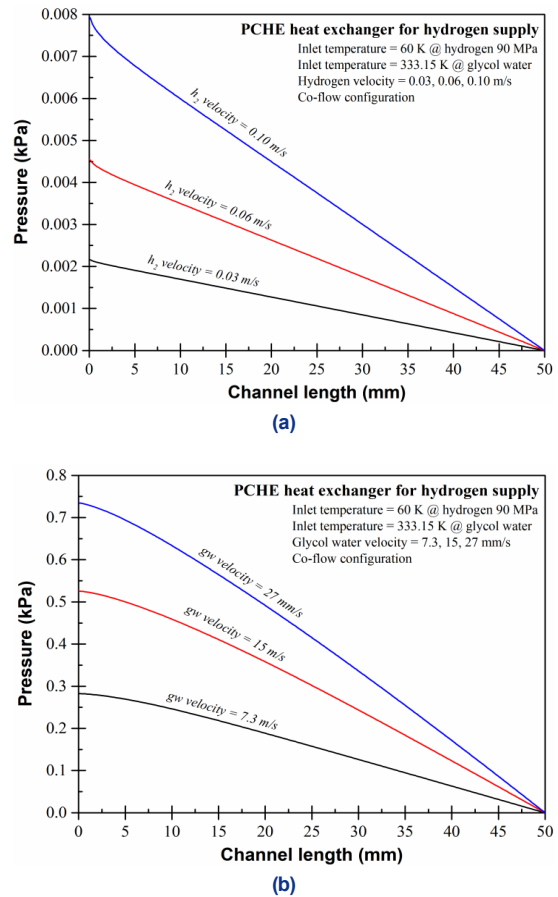 0.008
PCHE heat exchanger for hydrogen supply
Inlet temperature = 60 K @ hydrogen 90 MPa
Inlet temperature = 333.15 K @ glycol water
Hydrogen velocity = 0.03, 0.06, 0.10 m/s
Co-flow configuration
0.007
0.006
0.005
0.004
0.003
0.002
0.001
0.000
Pressure (kPa)
h2 velocity = 0.10 m/s
h2 velocity = 0.06 m/s
h2 velocity = 0.03 m/s
0 5 10 15 20 25 30 35 40 45 50
Channel length (mm)
(a)
0.8
PCHE heat exchanger for hydrogen supply
Inlet temperature = 60 K @ hydrogen 90 MPa
Inlet temperature = 333.15 K @ glycol water
Glycol water velocity = 7.3, 15, 27 mm/s
Co-flow configuration
0.7
0.6
0.5
0.4
0.3
0.2
0.1
0.0
Pressure (kPa)
gw velocity = 27 mm/s
gw velocity = 15 m/s
gw velocity = 7.3 m/s
0 5 10 15 20 25 30 35 40 45 50
Channel length (mm)
(b)